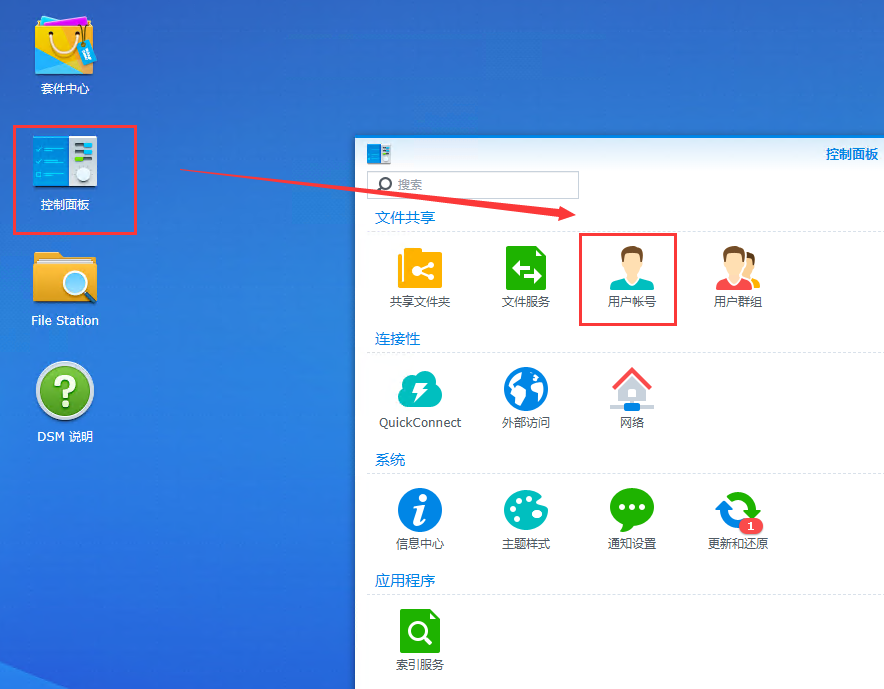 套件中心
控制面板
File Station
DSM 说明
控制面板
搜索
文件共享
共享文件夹
文件服务
用户帐号
用户群组
连接性
QuickConnect
外部访问
网络
系统
信息中心
主题样式
通知设置
更新和还原
1
应用程序
索引服务